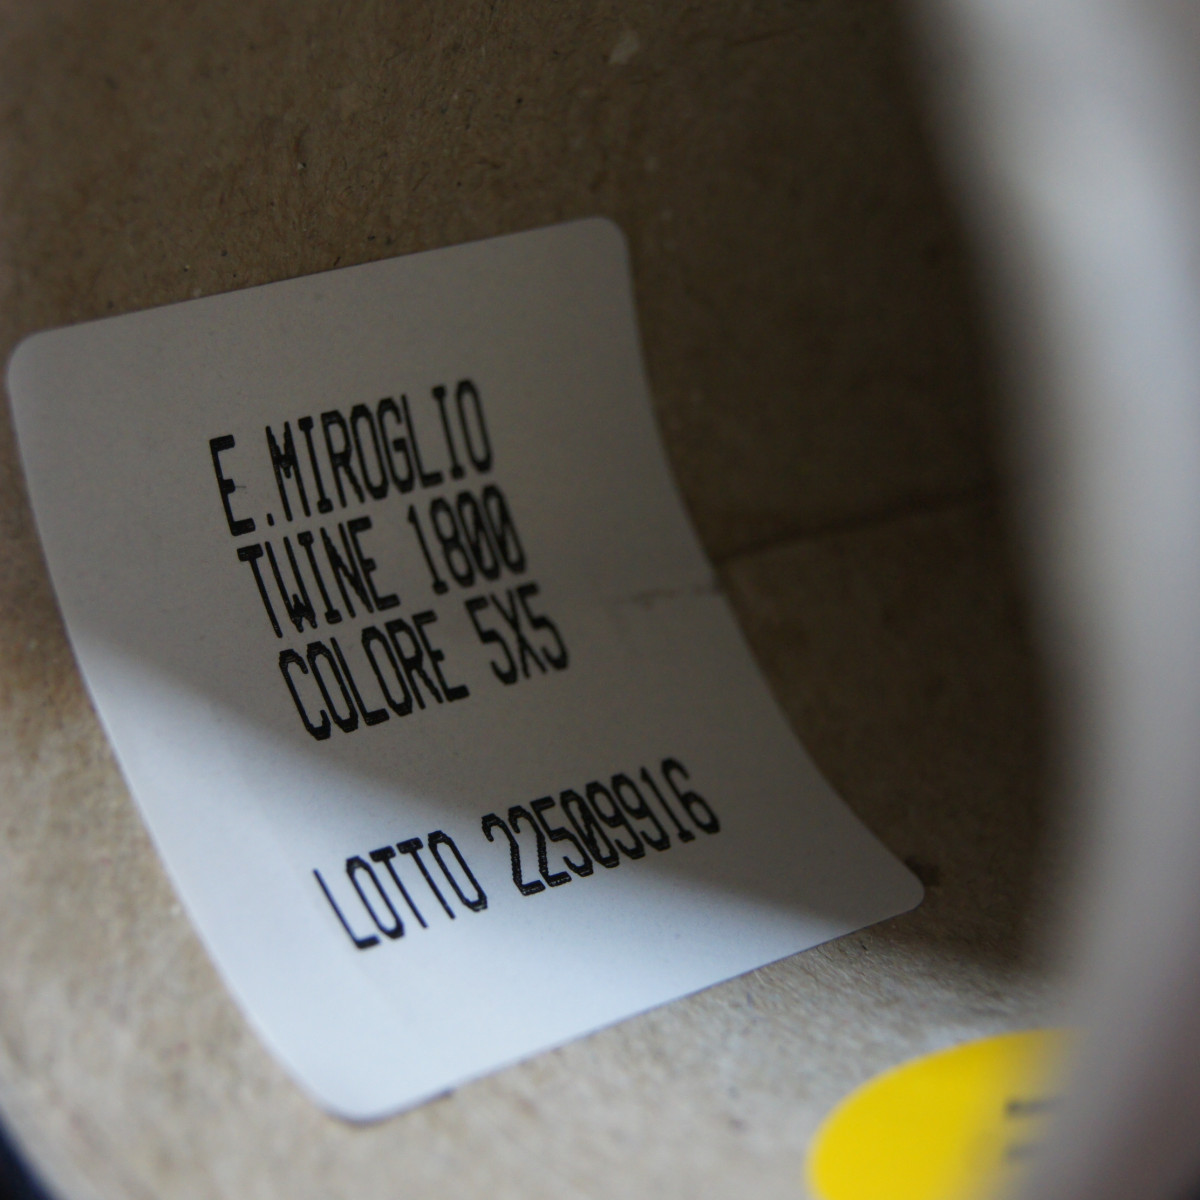 E.MIROGLIO
TWINE 1800
COLORE 5X5
LOTTO 22509916